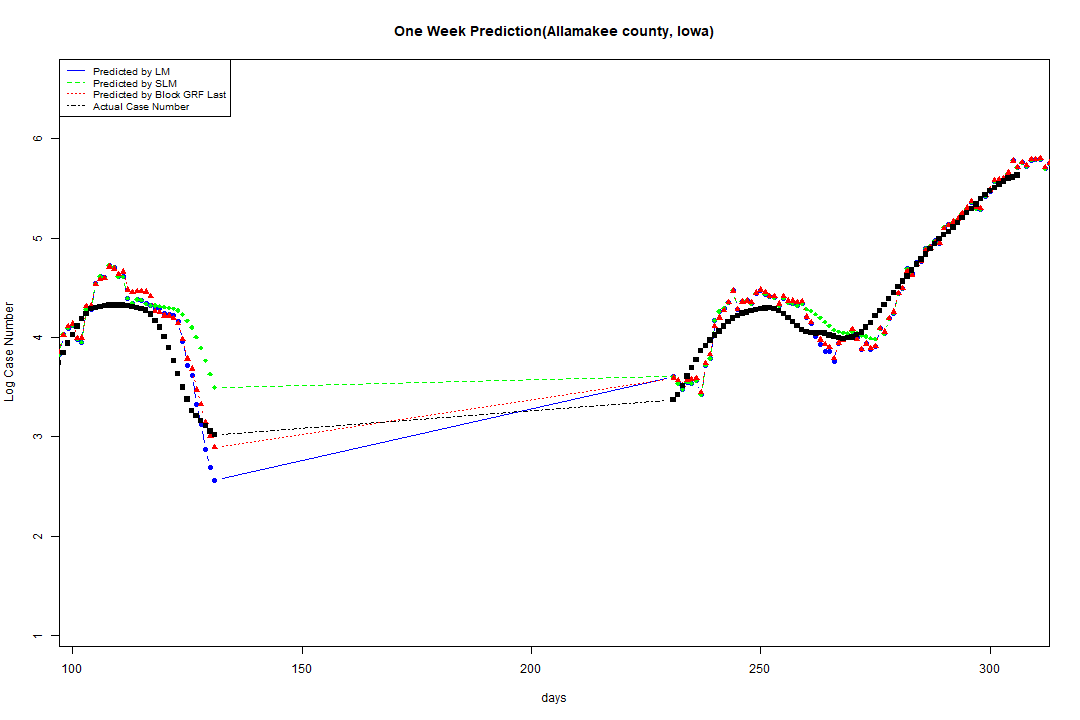 One Week Prediction(Allamakee county, Iowa)
Predicted by LM
Predicted by SLM
Predicted by Block GRF Last
Actual Case Number
Log Case Number
6
5
4
3
2
1
100 150 200 250 300
days